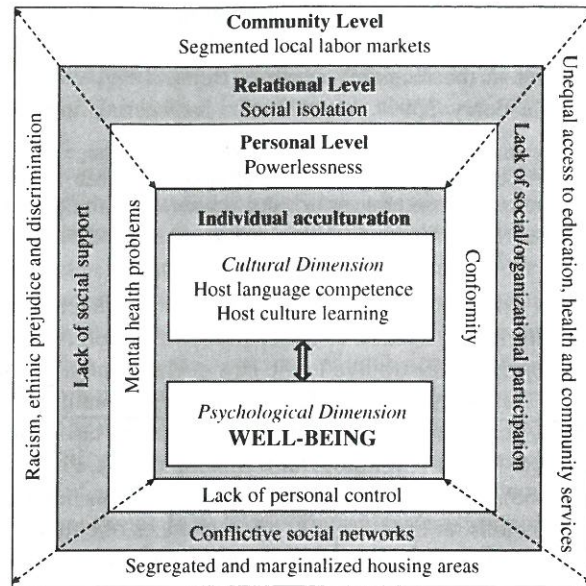 Community Level
Segmented local labor markets
Relational Level
Social isolation
Personal Level
Powerlessness
Racism, ethinic prejudice and discrimination
Lack of social support
Mental health problems
Individual acculturation
Cultural Dimension
Host language competence
Host culture learning
Psychological Dimension
WELL-BEING
Conformity
Lack of social/organizational participation
Unequal access to education, health and community services
Lack of personal control
Conflictive social networks
Segregated and marginalized housing areas